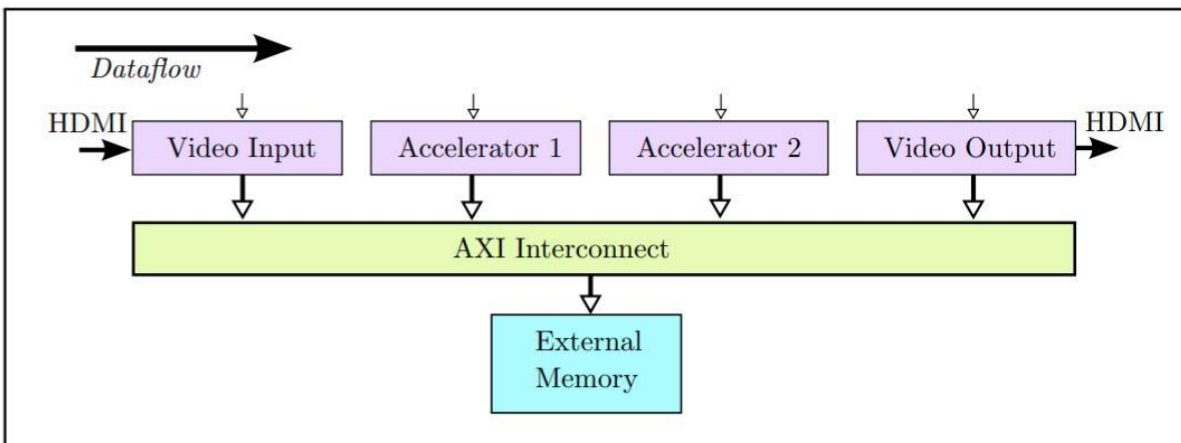 Dataflow
HDMI
Video Input
Accelerator 1
Accelerator 2
Video Output
HDMI
AXI Interconnect
External
Memory